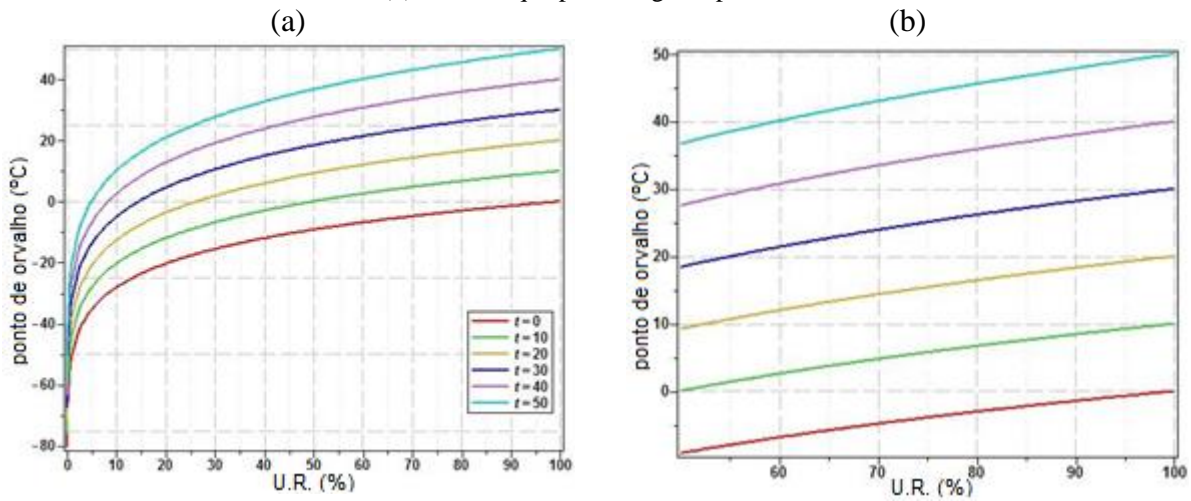 (a) (b)
ponto de orvalho (°C)
40
20
0
-20
-40
-60
-80
t = 0
t = 10
t = 20
t = 30
t = 40
t = 50
0 10 20 30 40 50 60 70 80 90 100
U.R. (%)
ponto de orvalho (°C)
50
40
30
20
10
0
60 70 80 90 100
U.R. (%)